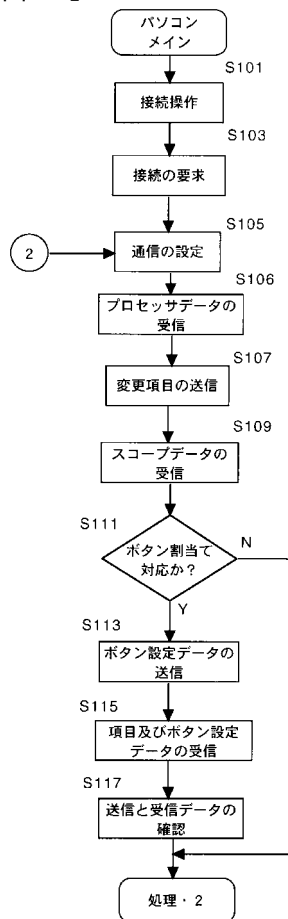 パソコン
メイン
S101
接続操作
S103
接続の要求
S105
2
通信の設定
S106
プロセッサデータの
受信
S107
変更項目の送信
S109
スコープデータの
受信
S111
ボタン割当て
対応か？
N
Y
S113
ボタン設定データの
送信
S115
項目及びボタン設定
データの受信
S117
送信と受信データの
確認
処理・2